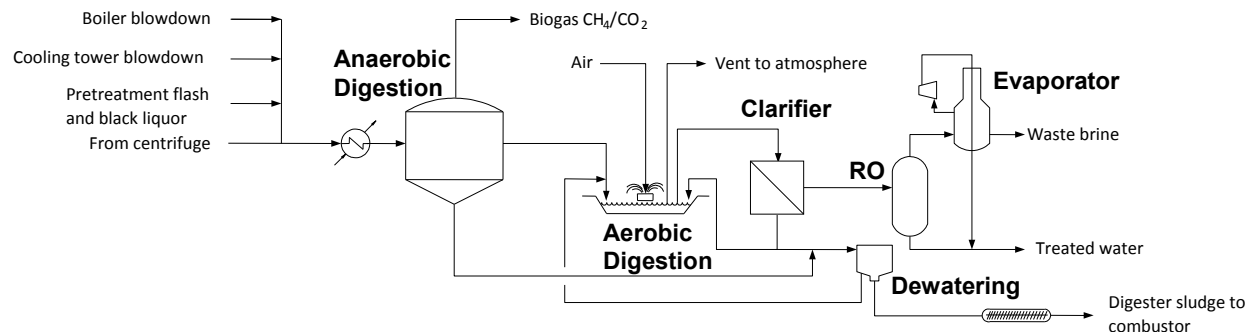 Boiler blowdown
Cooling tower blowdown
Pretreatment flash
and black liquor
From centrifuge
Anaerobic
Digestion
Biogas CH₄/CO₂
Air
Vent to atmosphere
Aerobic
Digestion
Clarifier
RO
Evaporator
Waste brine
Treated water
Dewatering
Digester sludge to
combustor